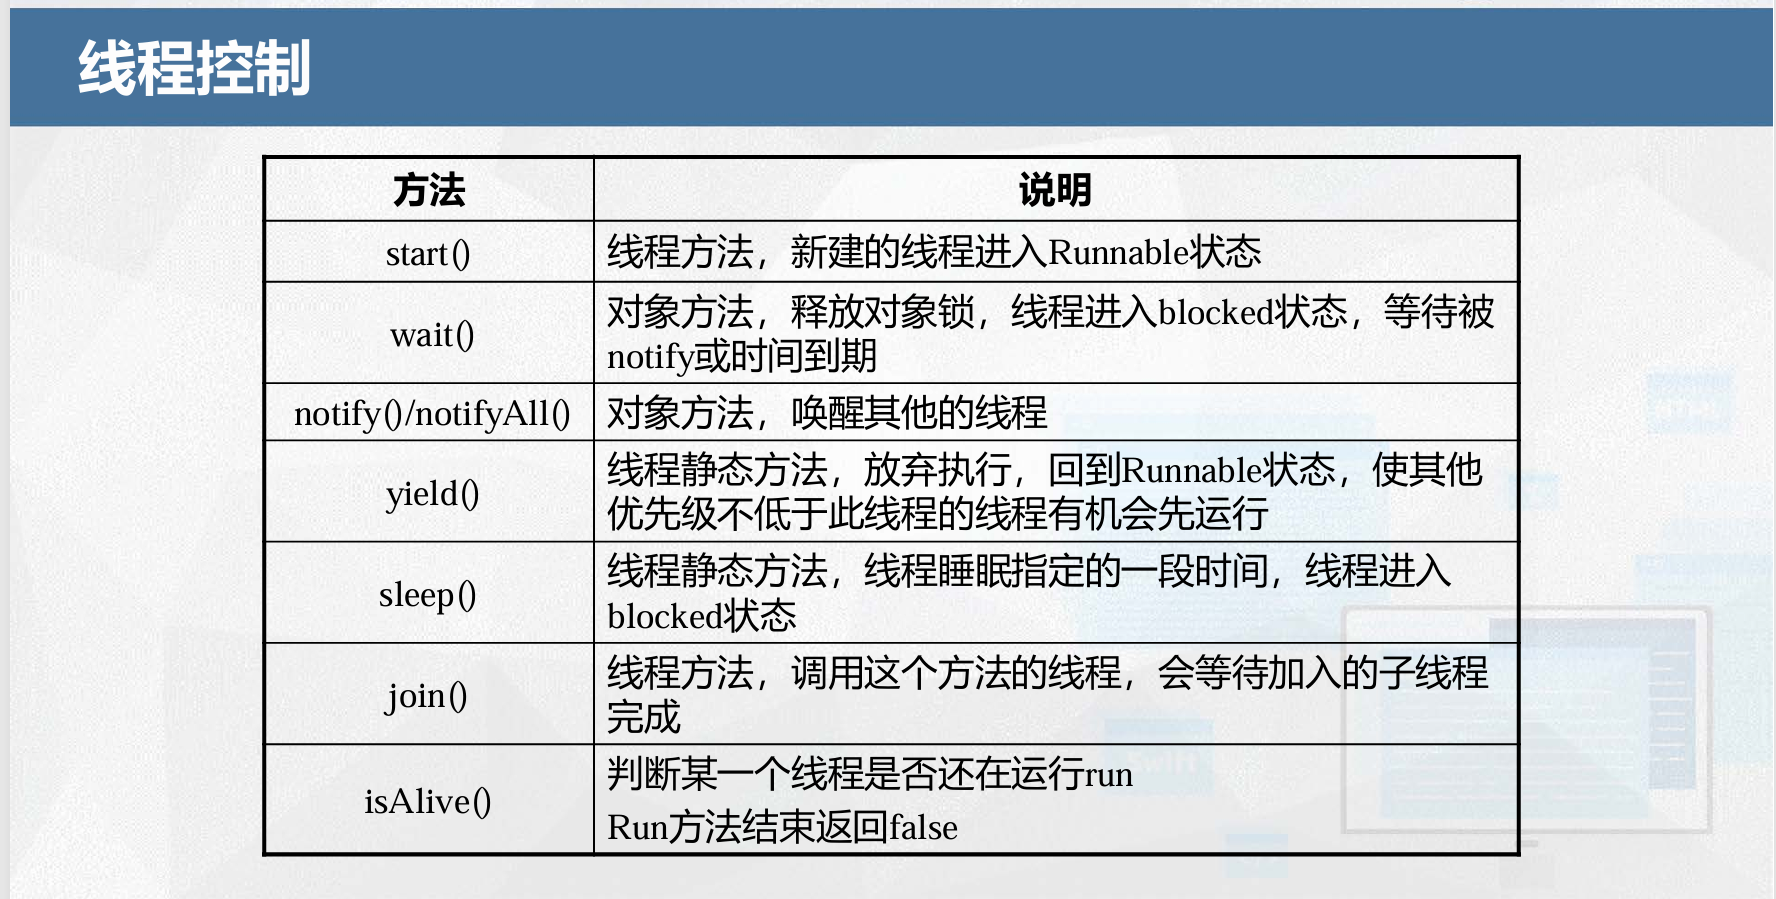 线程控制
方法
说明
start()
线程方法，新建的线程进入Runnable状态
wait()
对象方法，释放对象锁，线程进入blocked状态，等待被
notify或时间到期
notify()/notifyAll()
对象方法，唤醒其他的线程
yield()
线程静态方法，放弃执行，回到Runnable状态，使其他
优先级不低于此线程的线程有机会先运行
sleep()
线程静态方法，线程睡眠指定的一段时间，线程进入
blocked状态
join()
线程方法，调用这个方法的线程，会等待加入的子线程
完成
isAlive()
判断某一个线程是否还在运行run
Run方法结束返回false
Swift